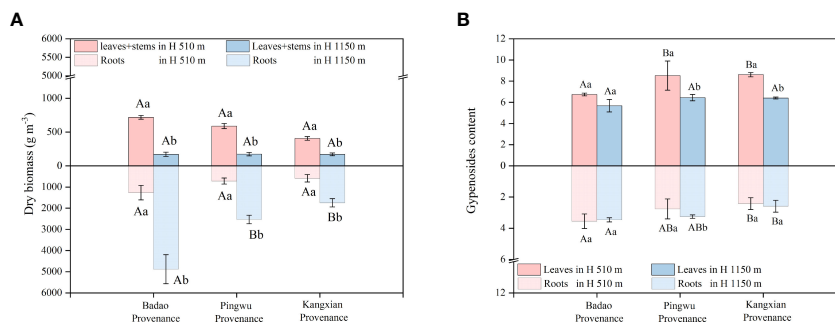 A
6000
5500
5000
1000
500
0
1000
2000
3000
4000
5000
6000
Dry biomass (g m-3)
leaves+stems in H 510 m
Leaves+stems in H 1150 m
Roots in H 510 m
Roots in H 1150 m
Aa
Ab
Aa
Ab
Aa
Ab
Aa
Ab
Aa
Bb
Aa
Bb
Badao
Provenance
Pingwu
Provenance
Kangxian
Provenance
B
12
10
8
6
4
2
0
2
4
6
12
Gypenosides content
Aa
Aa
Ba
Ab
Ba
Ab
Aa
Aa
ABa
ABb
Ba
Ba
Leaves in H 510 m
Leaves in H 1150 m
Roots in H 510 m
Roots in H 1150 m
Badao
Provenance
Pingwu
Provenance
Kangxian
Provenance